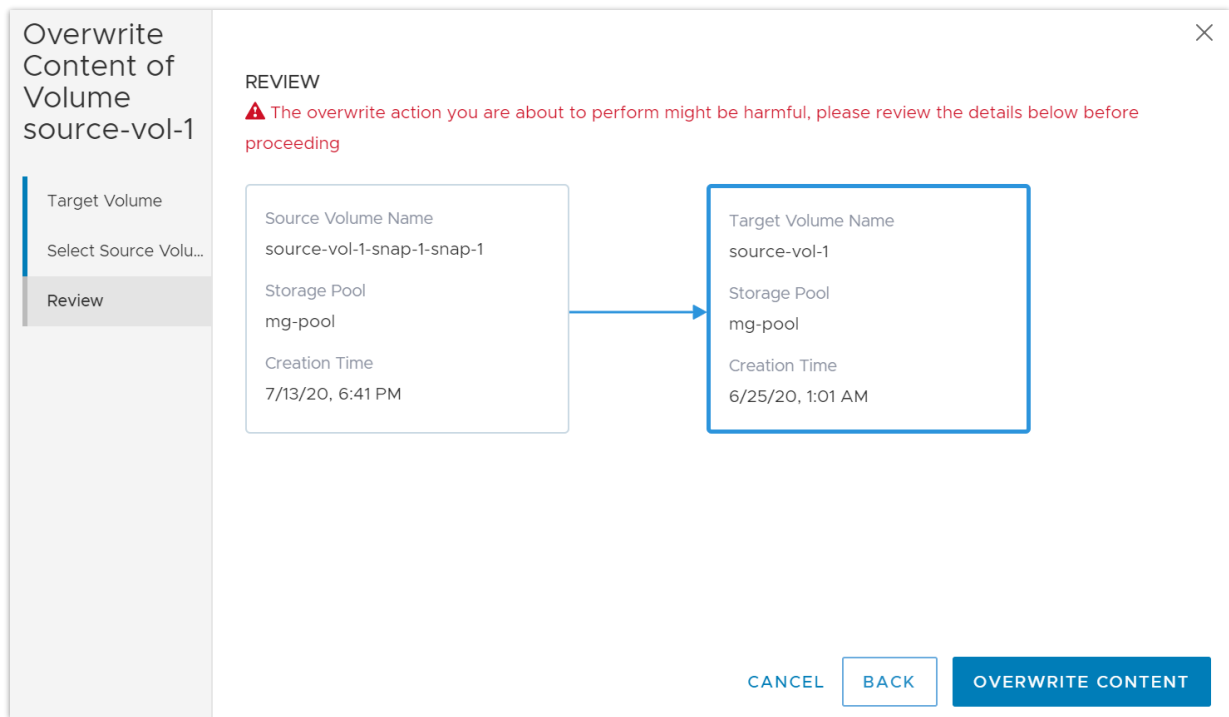 Overwrite
Content of
Volume
source-vol-1
Target Volume
Select Source Volu...
Review
REVIEW
The overwrite action you are about to perform might be harmful, please review the details below before
proceeding
Source Volume Name
source-vol-1-snap-1-snap-1
Storage Pool
mg-pool
Creation Time
7/13/20, 6:41 PM
Target Volume Name
source-vol-1
Storage Pool
mg-pool
Creation Time
6/25/20, 1:01 AM
CANCEL
BACK
OVERWRITE CONTENT